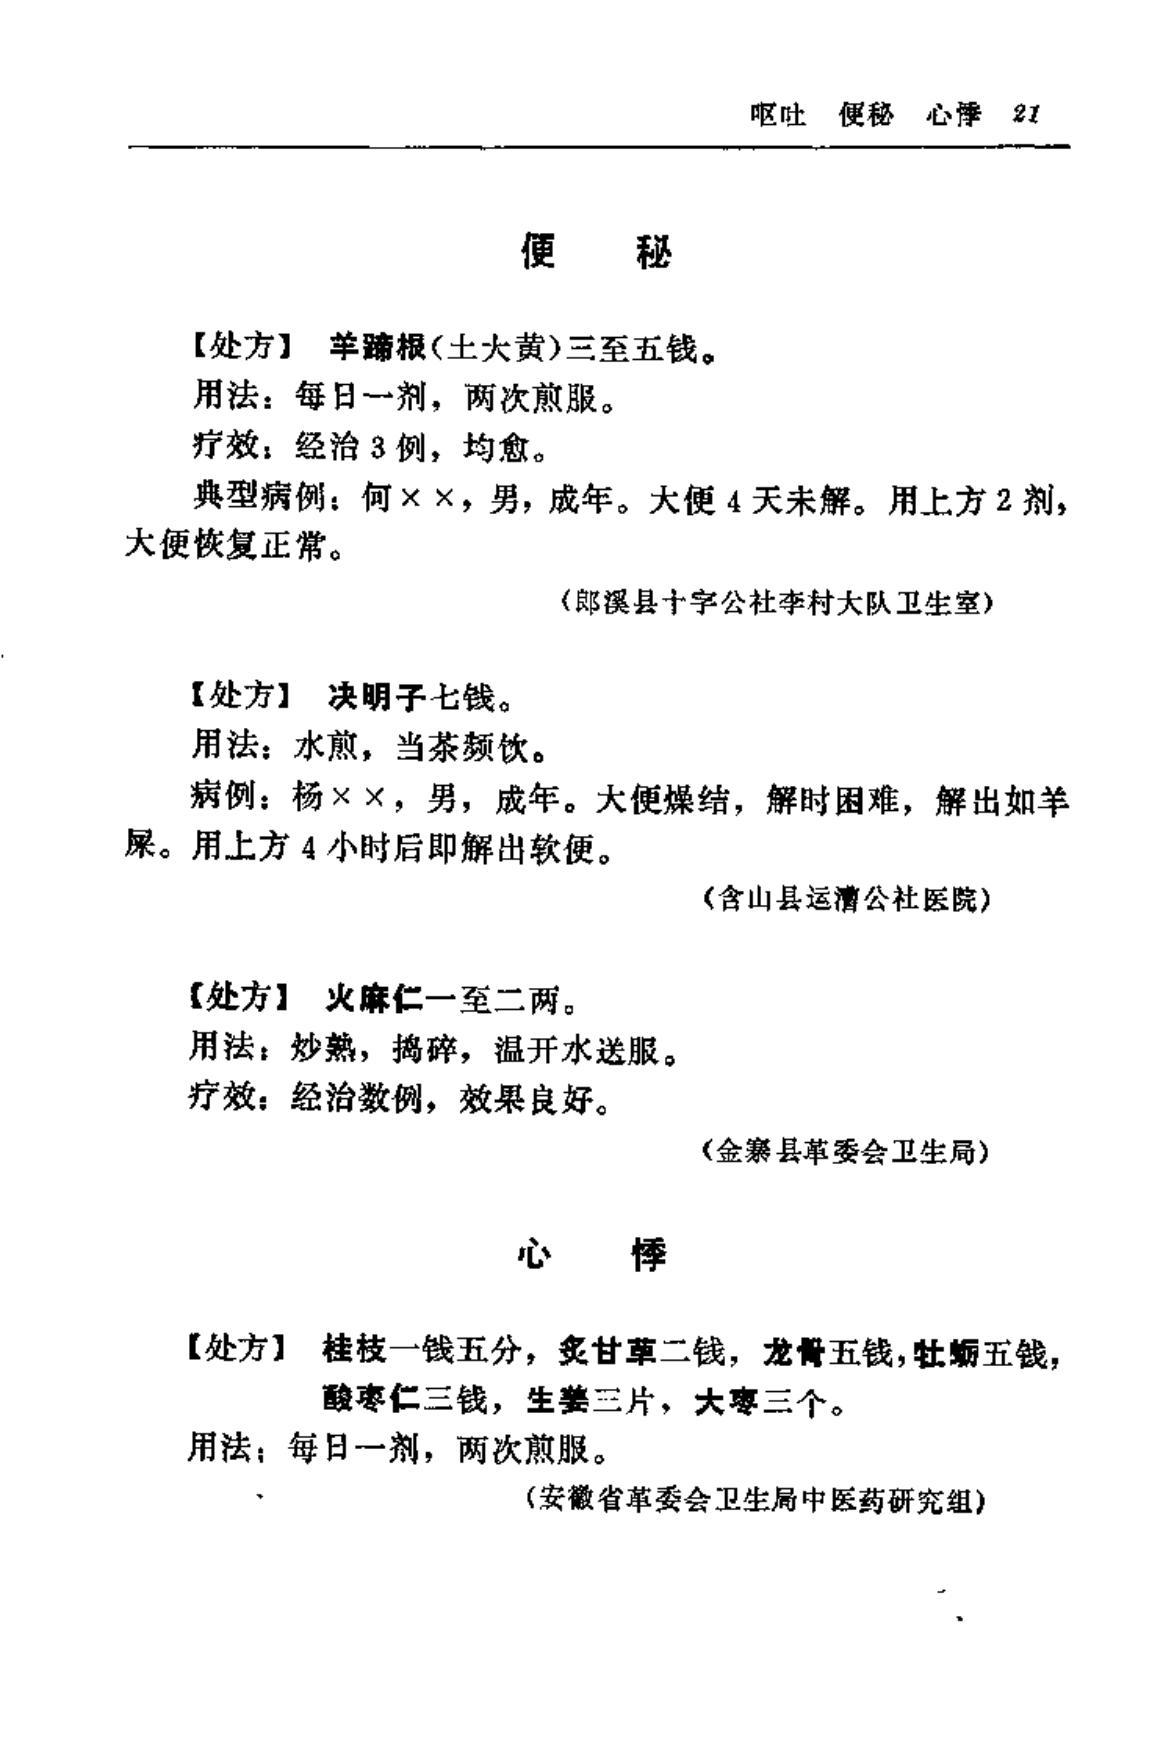 呕吐 便秘 心悸 21
便 秘
【处方】 羊蹄根(土大黄)三至五钱。
用法：每日一剂，两次煎服。
疗效：经治3例，均愈。
典型病例：何××，男，成年。大便4天未解。用上方2剂，
大便恢复正常。
(郎溪县十字公社李村大队卫生室)
【处方】 决明子七钱。
用法：水煎，当茶频饮。
病例：杨××，男，成年。大便燥结，解时困难，解出如羊
屎。用上方4小时后即解出软便。
(含山县运漕公社医院)
【处方】 火麻仁一至二两。
用法：炒熟，捣碎，温开水送服。
疗效：经治数例，效果良好。
(金寨县革委会卫生局)
心 悸
【处方】 桂枝一钱五分，炙甘草二钱，龙骨五钱，牡蛎五钱，
酸枣仁三钱，生姜三片，大枣三个。
用法：每日一剂，两次煎服。
(安徽省革委会卫生局中医药研究组)